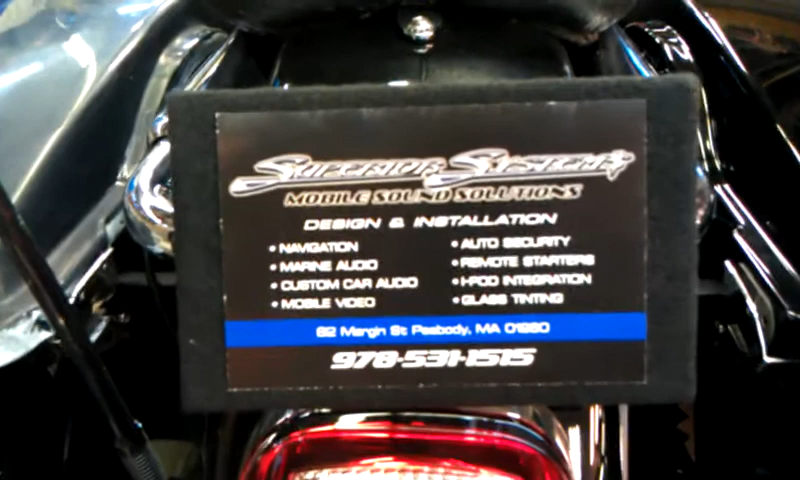 SUPERIOR SYSTEMS
MOBILE SOUND SOLUTIONS
DESIGN & INSTALLATION
• NAVIGATION
• MARINE AUDIO
• CUSTOM CAR AUDIO
• MOBILE VIDEO
• AUTO SECURITY
• REMOTE STARTERS
• I-POD INTEGRATION
• GLASS TINTING
62 Margin St Peabody, MA 01960
978-531-1515